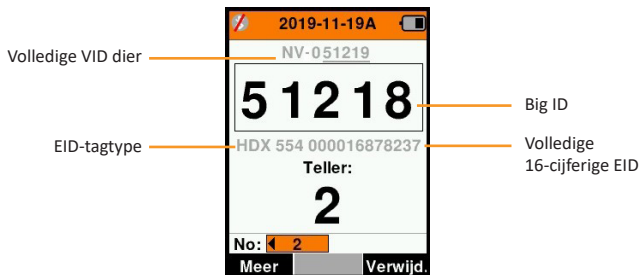 2019-11-19A
Volledige VID dier
NV-051219
51218
Big ID
EID-tagtype
HDX 554 000016878237
Volledige
16-cijferige EID
Teller:
2
No: 2
Meer Verwijd.